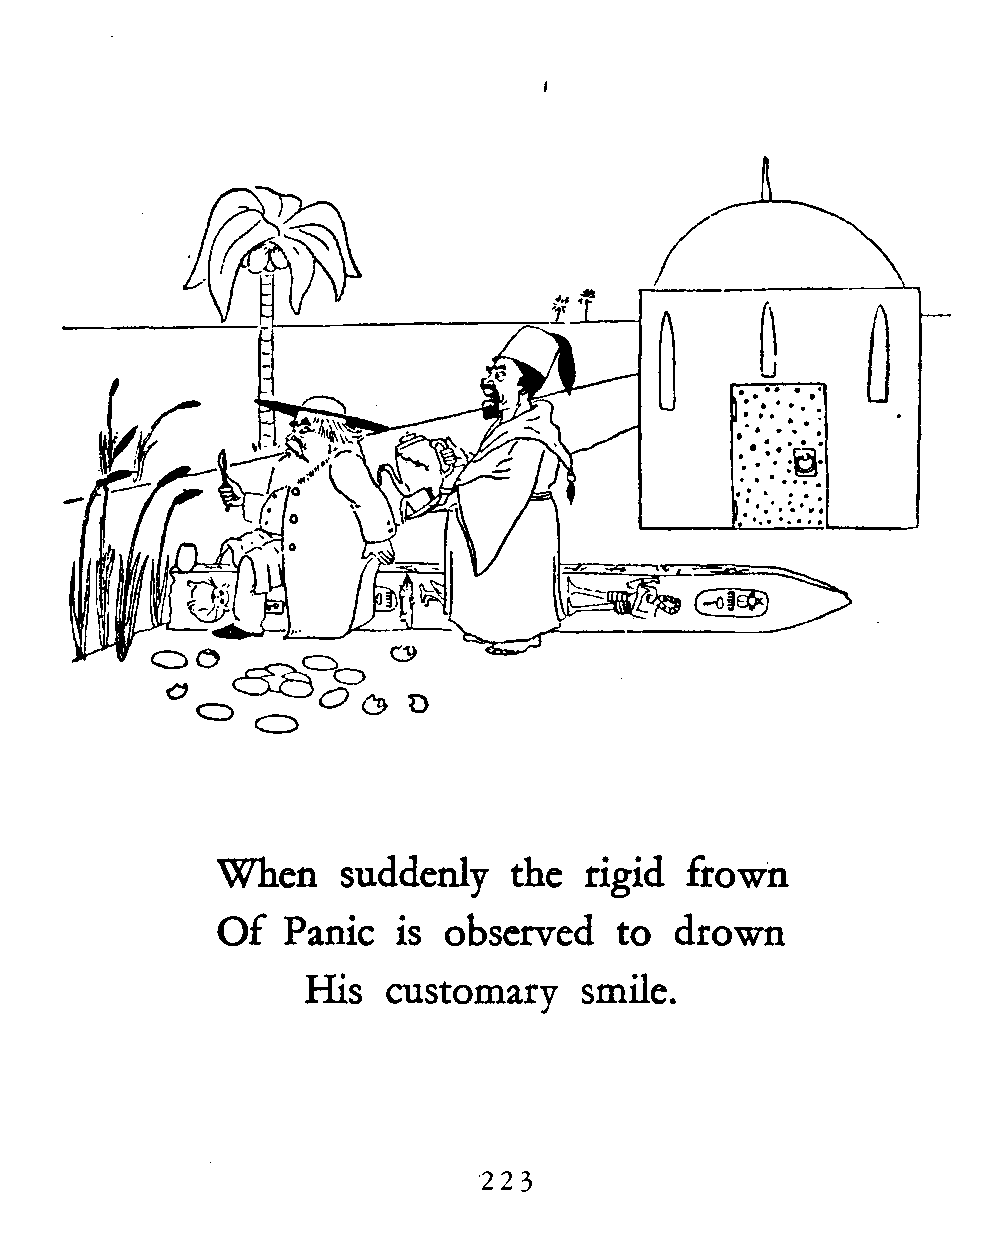 When suddenly the rigid frown
Of Panic is observed to drown
His customary smile.
223